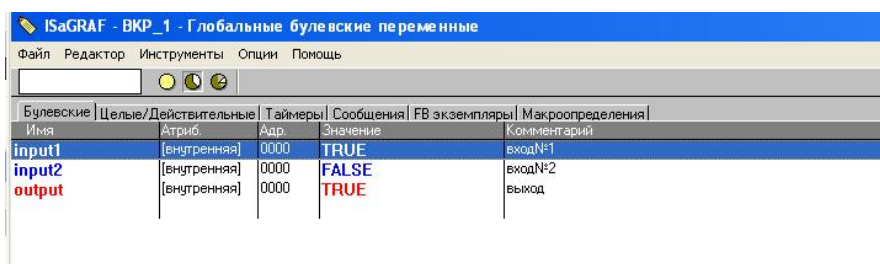 ISaGRAF - BKP_1 - Глобальные булевские переменные
Файл Редактор Инструменты Опции Помощь
Булевские Целые/Действительные Таймеры Сообщения FB экземпляры Макроопределения
Имя Атриб. Адр. Значение Комментарий
input1 [внутренняя] 0000 TRUE вход№1
input2 [внутренняя] 0000 FALSE вход№2
output [внутренняя] 0000 TRUE выход